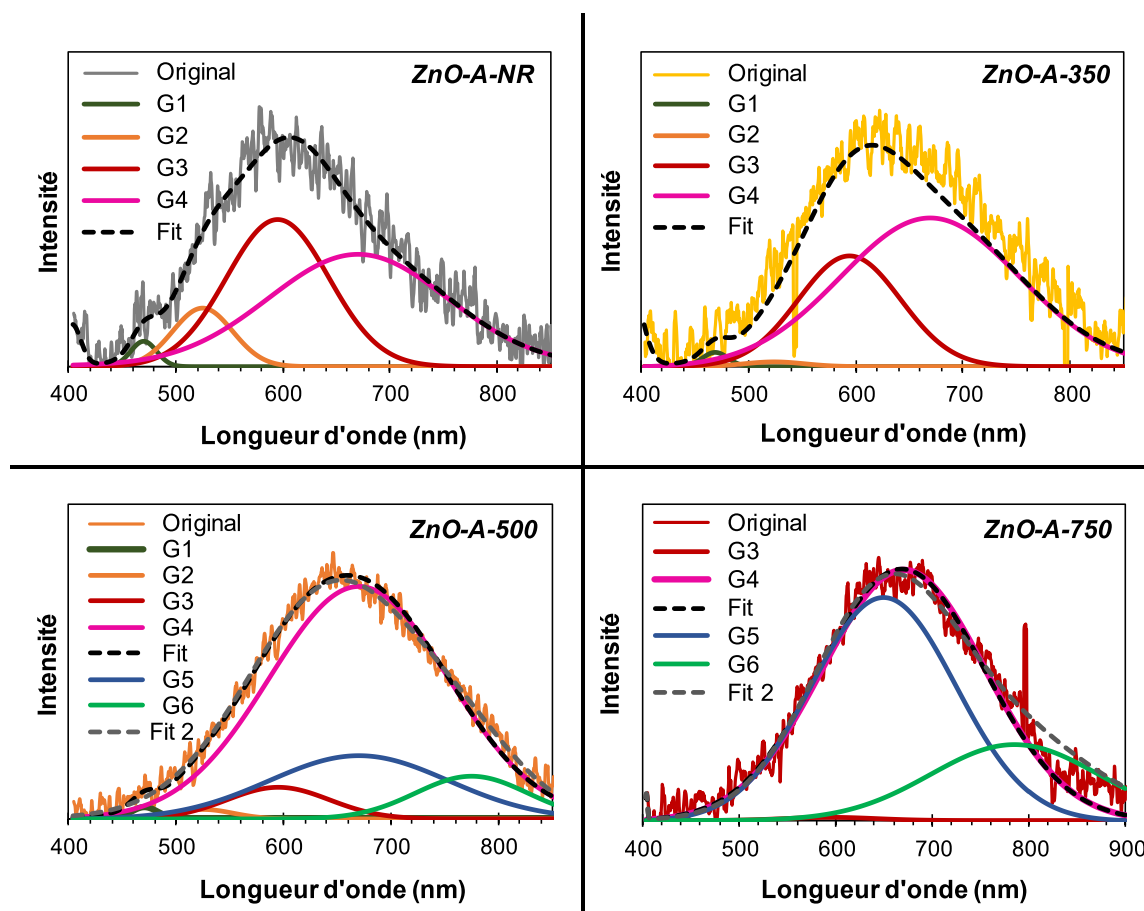 ZnO-A-NR
Original
G1
G2
G3
G4
Fit
Intensité
400 500 600 700 800
Longueur d'onde (nm)
ZnO-A-350
Original
G1
G2
G3
G4
Fit
Intensité
400 500 600 700 800
Longueur d'onde (nm)
ZnO-A-500
Original
G1
G2
G3
G4
Fit
G5
G6
Fit 2
Intensité
400 500 600 700 800
Longueur d'onde (nm)
ZnO-A-750
Original
G3
G4
Fit
G5
G6
Fit 2
Intensité
400 500 600 700 800 900
Longueur d'onde (nm)